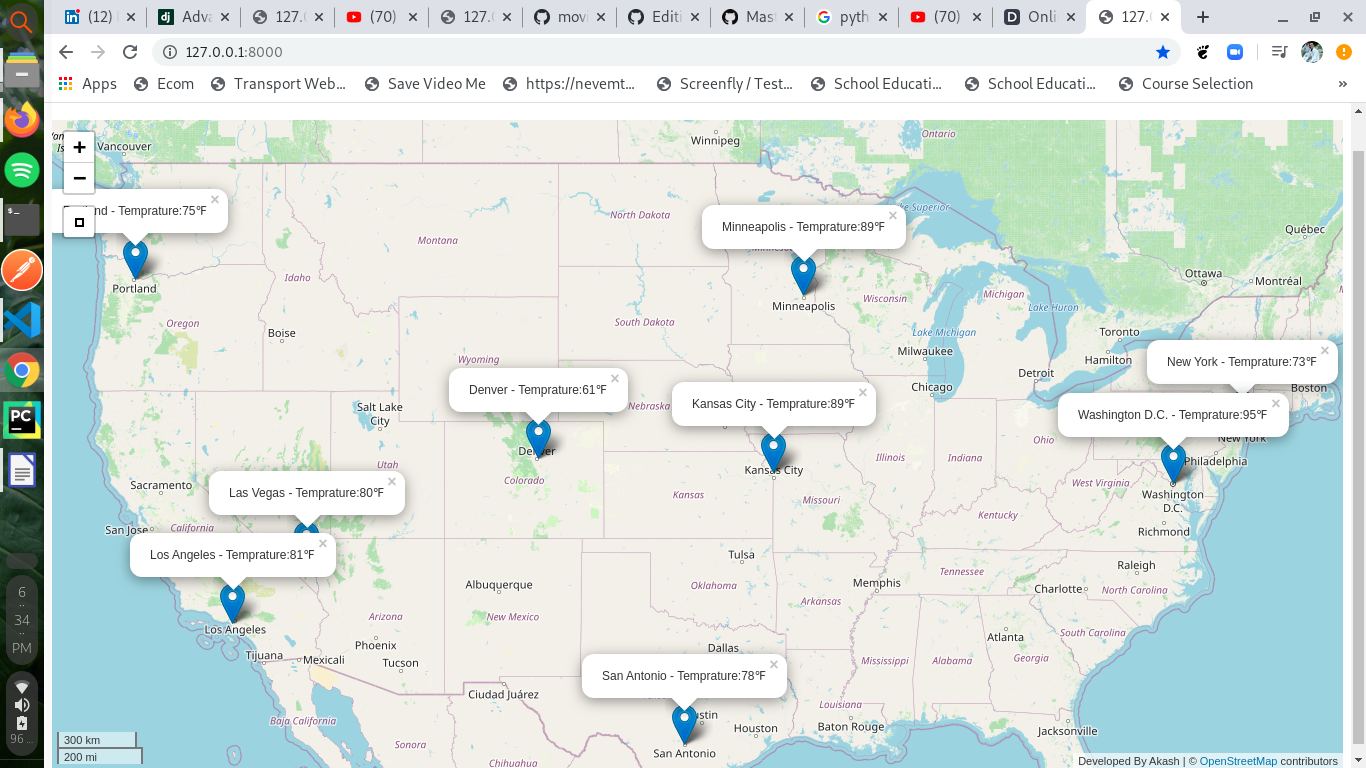 (12)
Adva
127.0
(70)
127.0
movi
Editi
Mast
pyth
(70)
Onli
127.0
127.0.0.1:8000
Apps
Ecom
Transport Web...
Save Video Me
https://nevemt...
Screenfly / Test...
School Educati...
School Educati...
Course Selection
»
+
−
Vancouver
Winnipeg
Ontario
Temprature:75℉
North Dakota
Lake Superior
Minneapolis - Temprature:89℉
Québec
Montana
Idaho
Portland
Ottawa
Montréal
Minneapolis
Wisconsin
Michigan
Lake Huron
Oregon
Boise
South Dakota
Toronto
Lake Michigan
Wyoming
Milwaukee
Hamilton
New York - Temprature:73℉
Detroit
Chicago
Boston
Denver - Temprature:61℉
Kansas City - Temprature:89℉
Salt Lake
City
Nebraska
Washington D.C. - Temprature:95℉
New York
Ohio
Denver
Utah
Colorado
Kansas City
Illinois
Indiana
Philadelphia
Sacramento
Las Vegas - Temprature:80℉
Kansas
Missouri
West Virginia
Washington
D.C.
San Jose
California
Kentucky
Richmond
Los Angeles - Temprature:81℉
Tulsa
Raleigh
Albuquerque
Oklahoma
Memphis
Tennessee
Charlotte
North Carolina
Arizona
New Mexico
Arkansas
Los Angeles
South Carolina
Phoenix
Atlanta
Tijuana
Mexicali
Tucson
Dallas
Mississippi
Alabama
Georgia
San Antonio - Temprature:78℉
Ciudad Juárez
Louisiana
Baja California
Austin
Houston
Baton Rouge
Jacksonville
Sonora
San Antonio
Chihuahua
300 km
200 mi
Developed By Akash | © OpenStreetMap contributors
6
34
PM
96 ...
$
PC